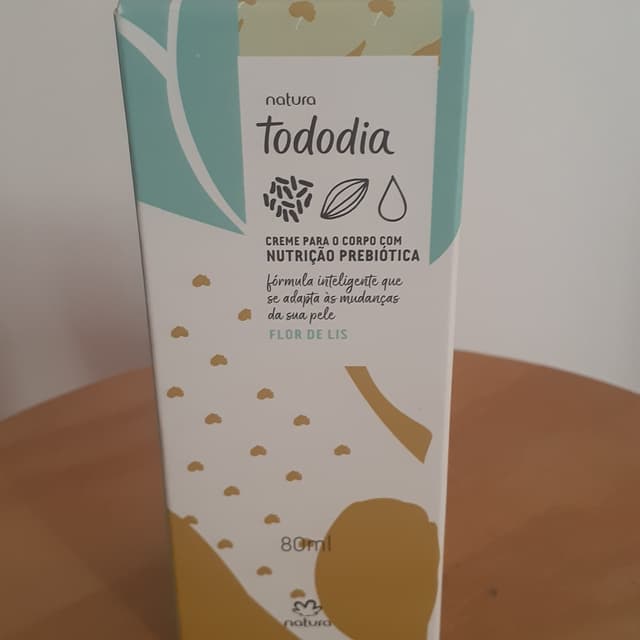 natura
Tododia
CREME PARA O CORPO COM
NUTRIÇÃO PREBIÓTICA
fórmula inteligente que
se adapta às mudanças
da sua pele
FLOR DE LIS
80ml
natura